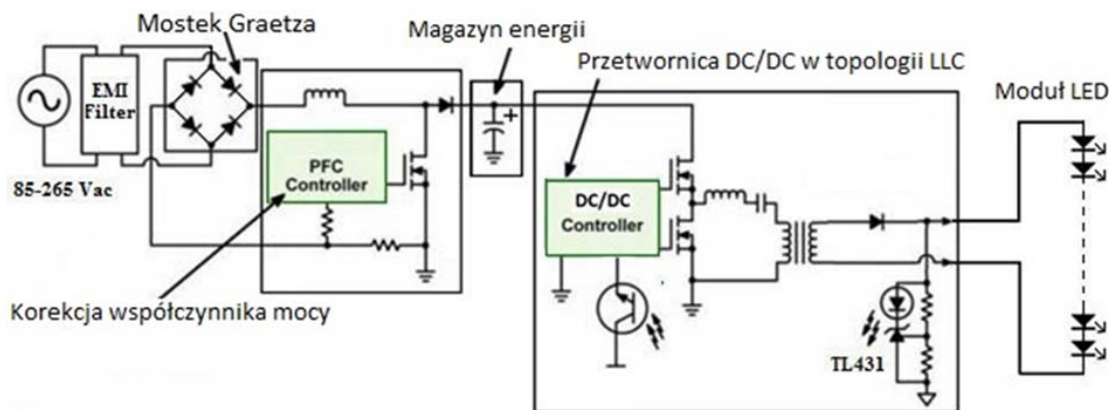 Mostek Graetza
Magazyn energii
Przetwornica DC/DC w topologii LLC
Moduł LED
EMI
Filter
85-265 Vac
PFC
Controller
+
DC/DC
Controller
Korekcja współczynnika mocy
TL431